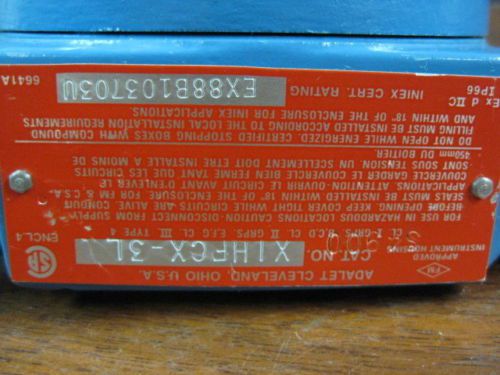 APPROVED
FM
INSTRUMENT HOUSING
ADALET CLEVELAND, OHIO U.S.A.
CAT. NO. X1HFCX-3L
ENCL.4
SA
CL. I-GRPS. B,C,D CL. II GRPS. E,F,G CL. III TYPE 4
FOR USE IN HAZARDOUS LOCATIONS CAUTION-DISCONNECT FROM SUPPLY
BEFORE OPENING KEEP COVER TIGHT WHILE CIRCUITS ARE ALIVE, CONDUIT
SEALS MUST BE INSTALLED WITHIN 18" OF THE ENCLOSURE FM & C.S.A.
APPLICATIONS. ATTENTION-OUVRIR LE CIRCUIT AVANT D'ENLEVER LE
COUVERCLE GARDER COUVERCLE BIEN FERME TANT QUE LES CIRCUITS
SONT SOUS TENSION. UN SCELLEMENT DOIT ÊTRE INSTALLE À MOINS DE
450mm DU BOITIER
DO NOT OPEN WHILE ENERGIZED. CERTIFIED STOPPING BOXES WITH COMPOUND
FILLING MUST BE INSTALLED ACCORDING TO THE LOCAL INSTALLATION REQUIREMENTS
AND WITHIN OF 18" OF THE ENCLOSURE FOR INIEX APPLICATIONS.
Ex d IIC
IP66
INIEX CERT. RATING EX88B103703U
6641A